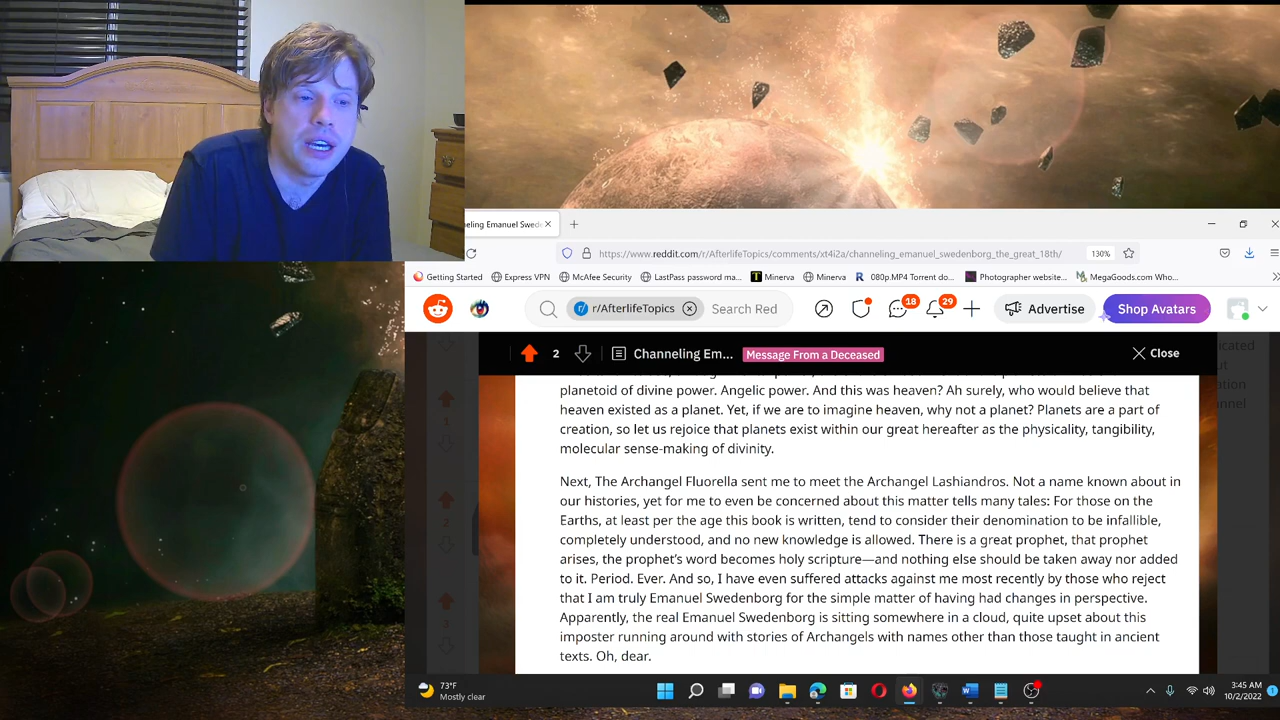 neling Emanuel Swede
https://www.reddit.com/r/AfterlifeTopics/comments/xt4i2a/channeling_emanuel_swedenborg_the_great_18th/
130%
Getting Started
Express VPN
McAfee Security
LastPass password ma...
Minerva
Minerva
080p.MP4 Torrent do...
Photographer website...
MegaGoods.com Who...
r/AfterlifeTopics
Search Red
18
29
Advertise
Shop Avatars
2
Channeling Em...
Message From a Deceased
Close
planetoid of divine power. Angelic power. And this was heaven? Ah surely, who would believe that
heaven existed as a planet. Yet, if we are to imagine heaven, why not a planet? Planets are a part of
creation, so let us rejoice that planets exist within our great hereafter as the physicality, tangibility,
molecular sense-making of divinity.
Next, The Archangel Fluorella sent me to meet the Archangel Lashiandros. Not a name known about in
our histories, yet for me to even be concerned about this matter tells many tales: For those on the
Earths, at least per the age this book is written, tend to consider their denomination to be infallible,
completely understood, and no new knowledge is allowed. There is a great prophet, that prophet
arises, the prophet's word becomes holy scripture—and nothing else should be taken away nor added
to it. Period. Ever. And so, I have even suffered attacks against me most recently by those who reject
that I am truly Emanuel Swedenborg for the simple matter of having had changes in perspective.
Apparently, the real Emanuel Swedenborg is sitting somewhere in a cloud, quite upset about this
imposter running around with stories of Archangels with names other than those taught in ancient
texts. Oh, dear.
73°F
Mostly clear
3:45 AM
10/2/2022